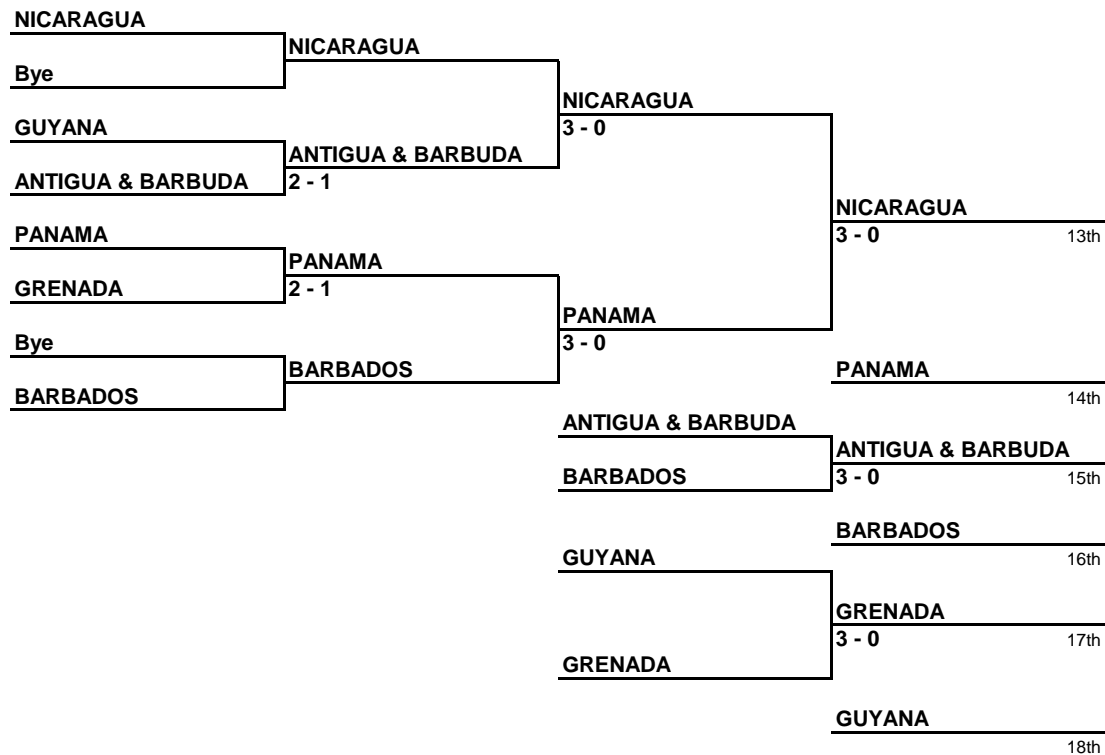 NICARAGUA
NICARAGUA
Bye
NICARAGUA
GUYANA
3 - 0
ANTIGUA & BARBUDA
ANTIGUA & BARBUDA
2 - 1
NICARAGUA
PANAMA
3 - 0
13th
PANAMA
GRENADA
2 - 1
PANAMA
Bye
3 - 0
BARBADOS
PANAMA
BARBADOS
14th
ANTIGUA & BARBUDA
ANTIGUA & BARBUDA
BARBADOS
3 - 0
15th
BARBADOS
GUYANA
16th
GRENADA
3 - 0
17th
GRENADA
GUYANA
18th